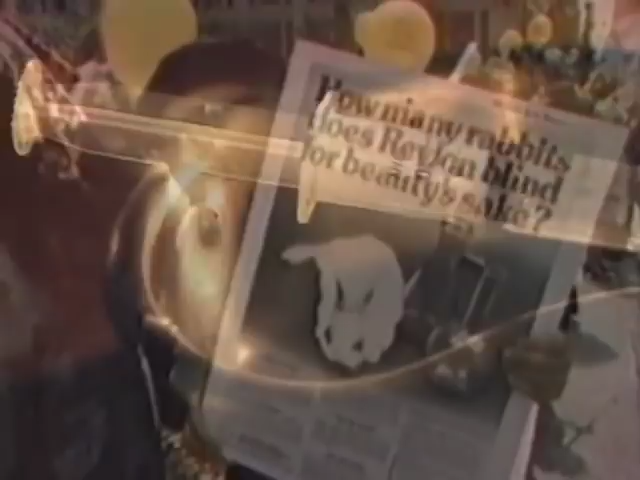 How many rabbits
does Revlon blind
for beauty's sake?